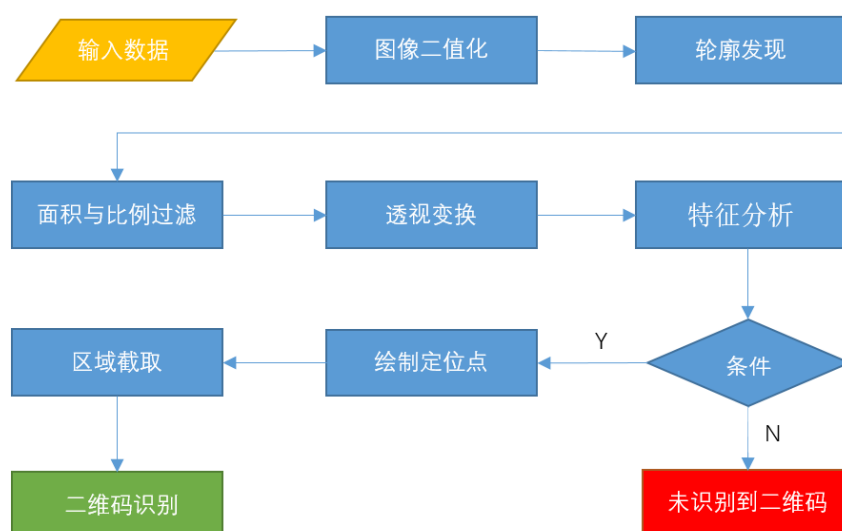 输入数据
图像二值化
轮廓发现
面积与比例过滤
透视变换
特征分析
区域截取
绘制定位点
Y
条件
N
二维码识别
未识别到二维码